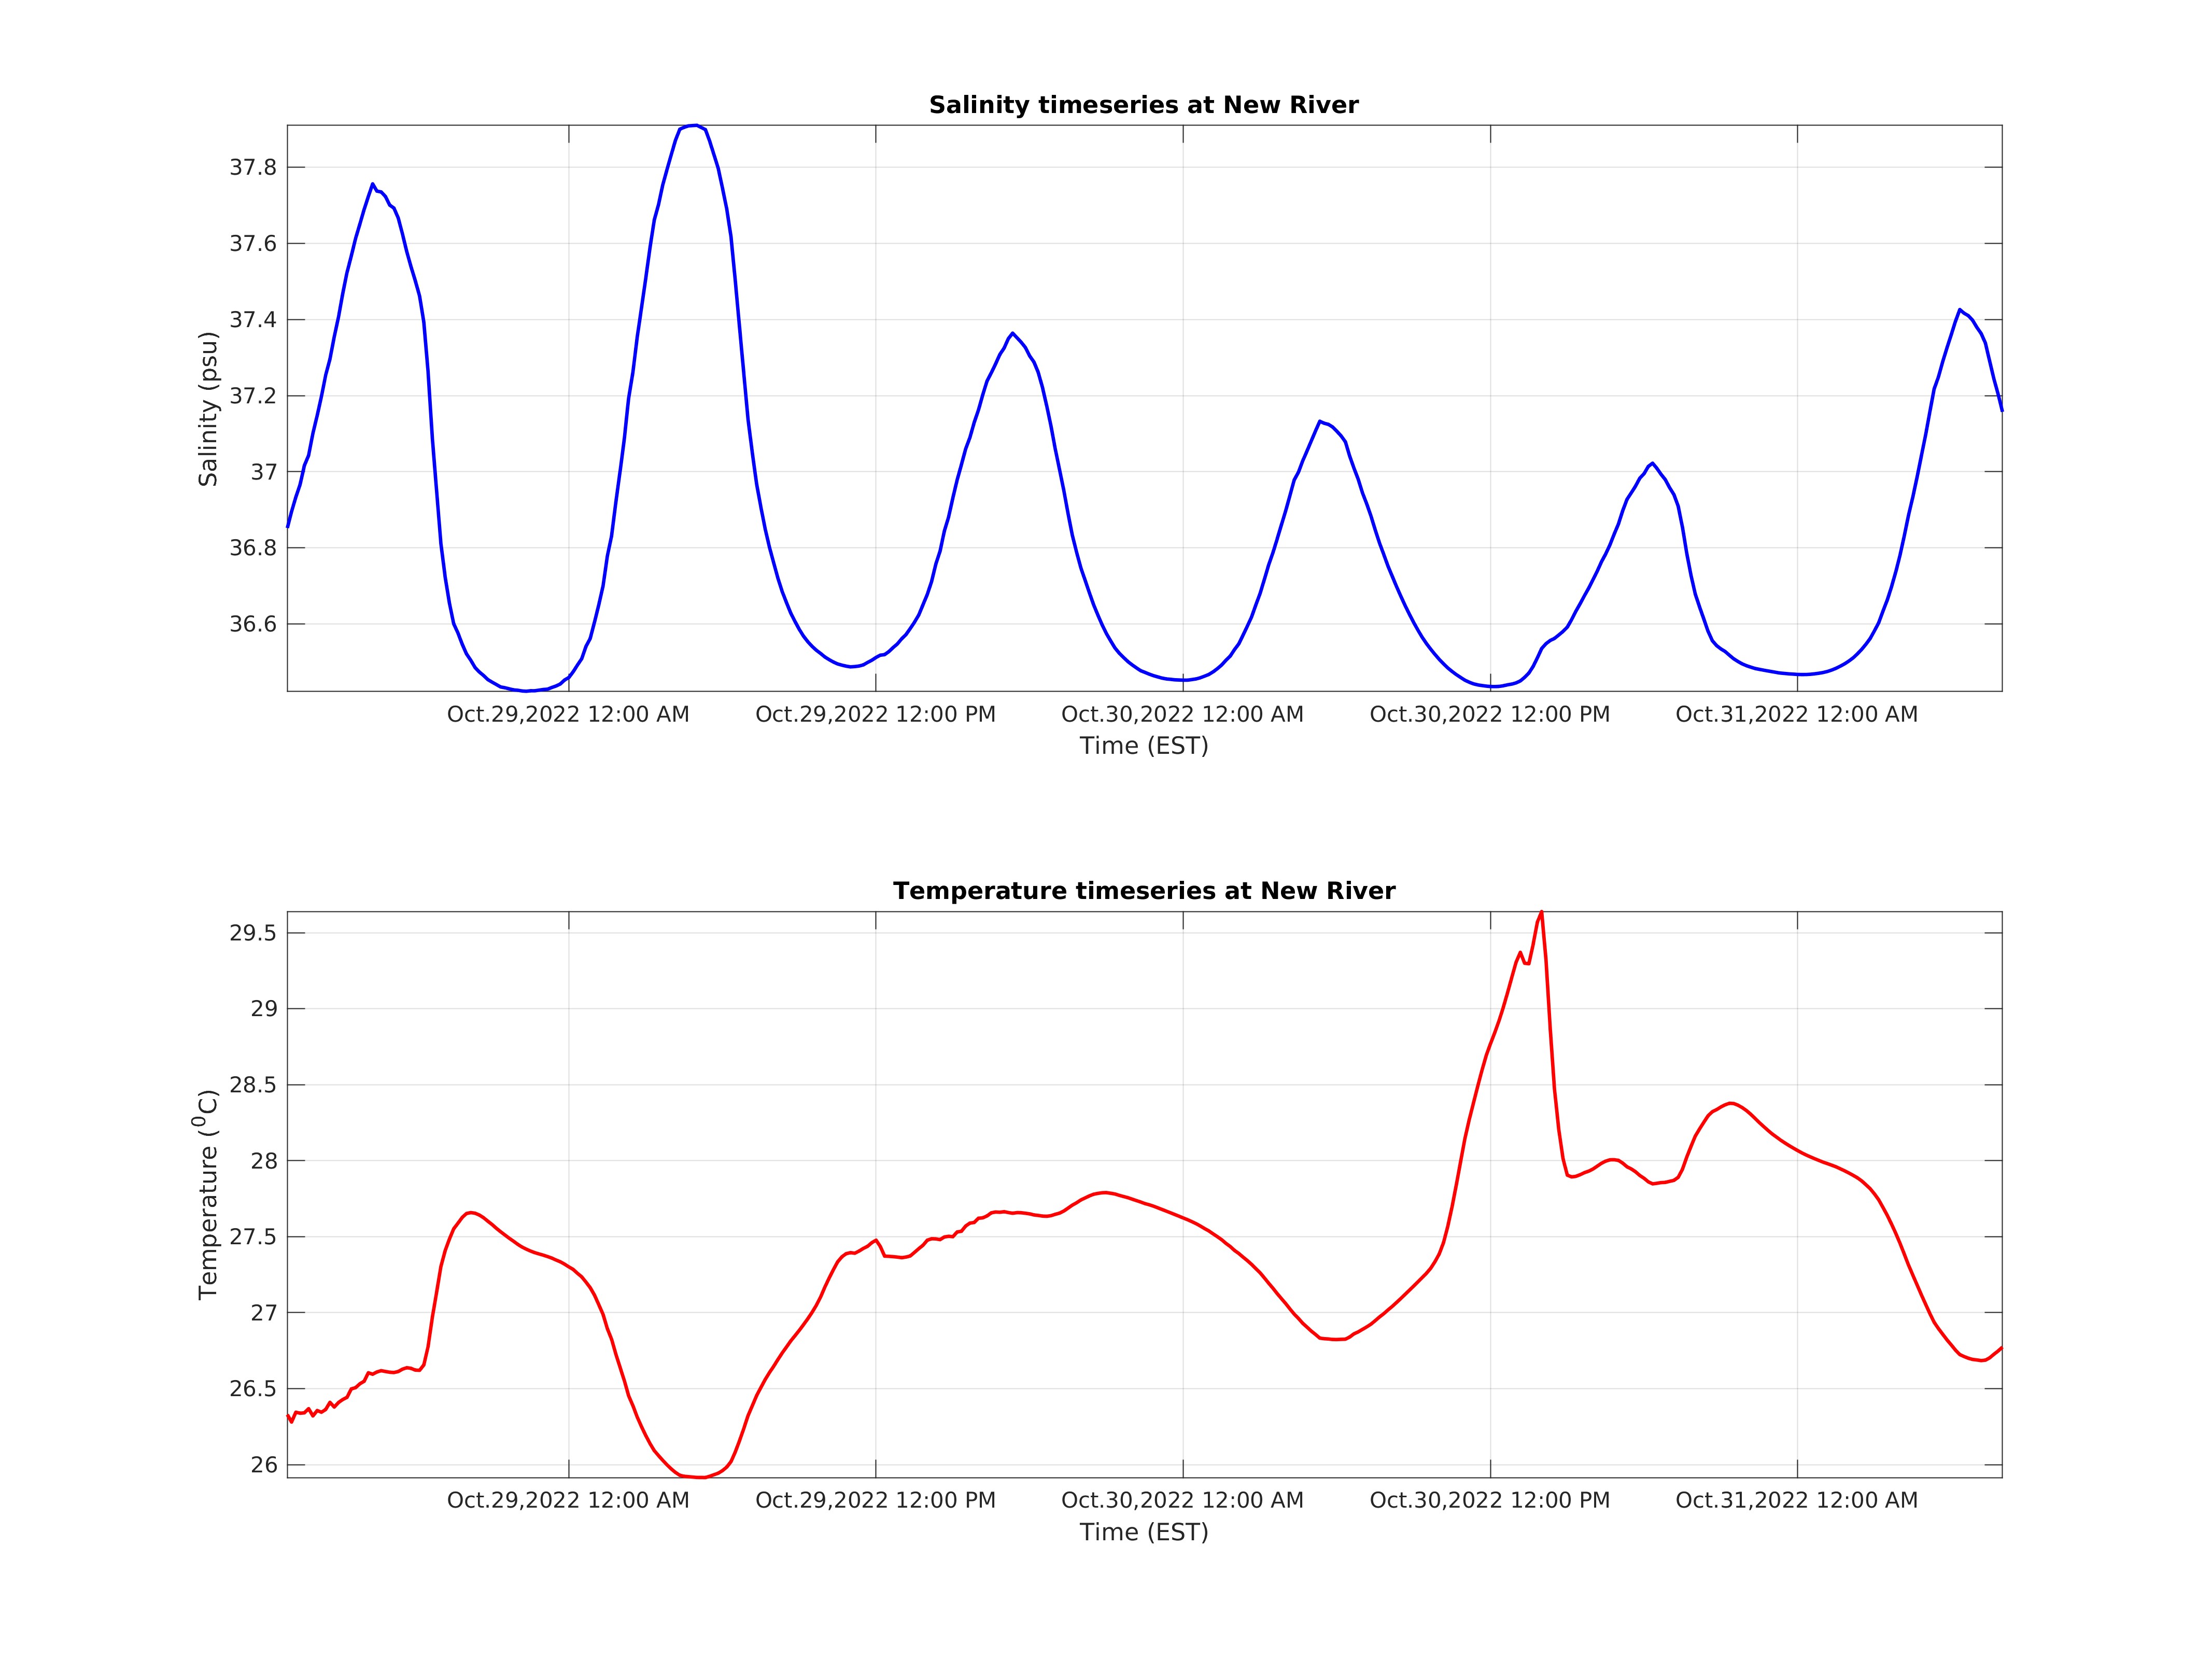 Salinity timeseries at New River
37.8
37.6
37.4
37.2
37
36.8
36.6
Salinity (psu)
Oct.29,2022 12:00 AM Oct.29,2022 12:00 PM Oct.30,2022 12:00 AM Oct.30,2022 12:00 PM Oct.31,2022 12:00 AM
Time (EST)
Temperature timeseries at New River
29.5
29
28.5
28
27.5
27
26.5
26
Temperature (⁰C)
Oct.29,2022 12:00 AM Oct.29,2022 12:00 PM Oct.30,2022 12:00 AM Oct.30,2022 12:00 PM Oct.31,2022 12:00 AM
Time (EST)